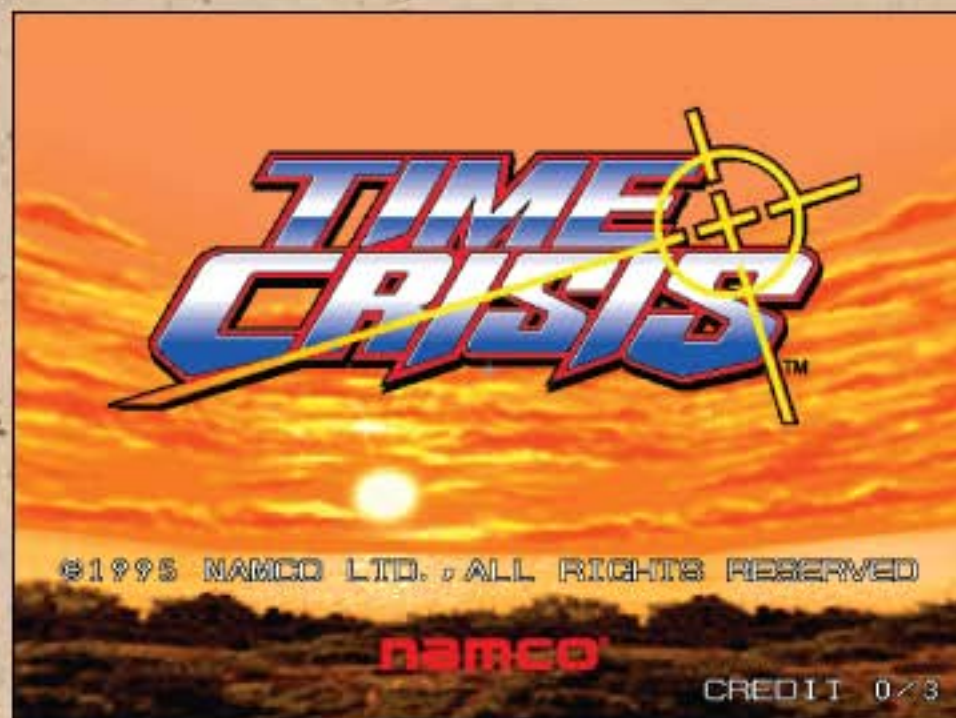 TIME
CRISIS
TM
©1995 NAMCO LTD.,ALL RIGHTS RESERVED
namco
CREDIT 0/3